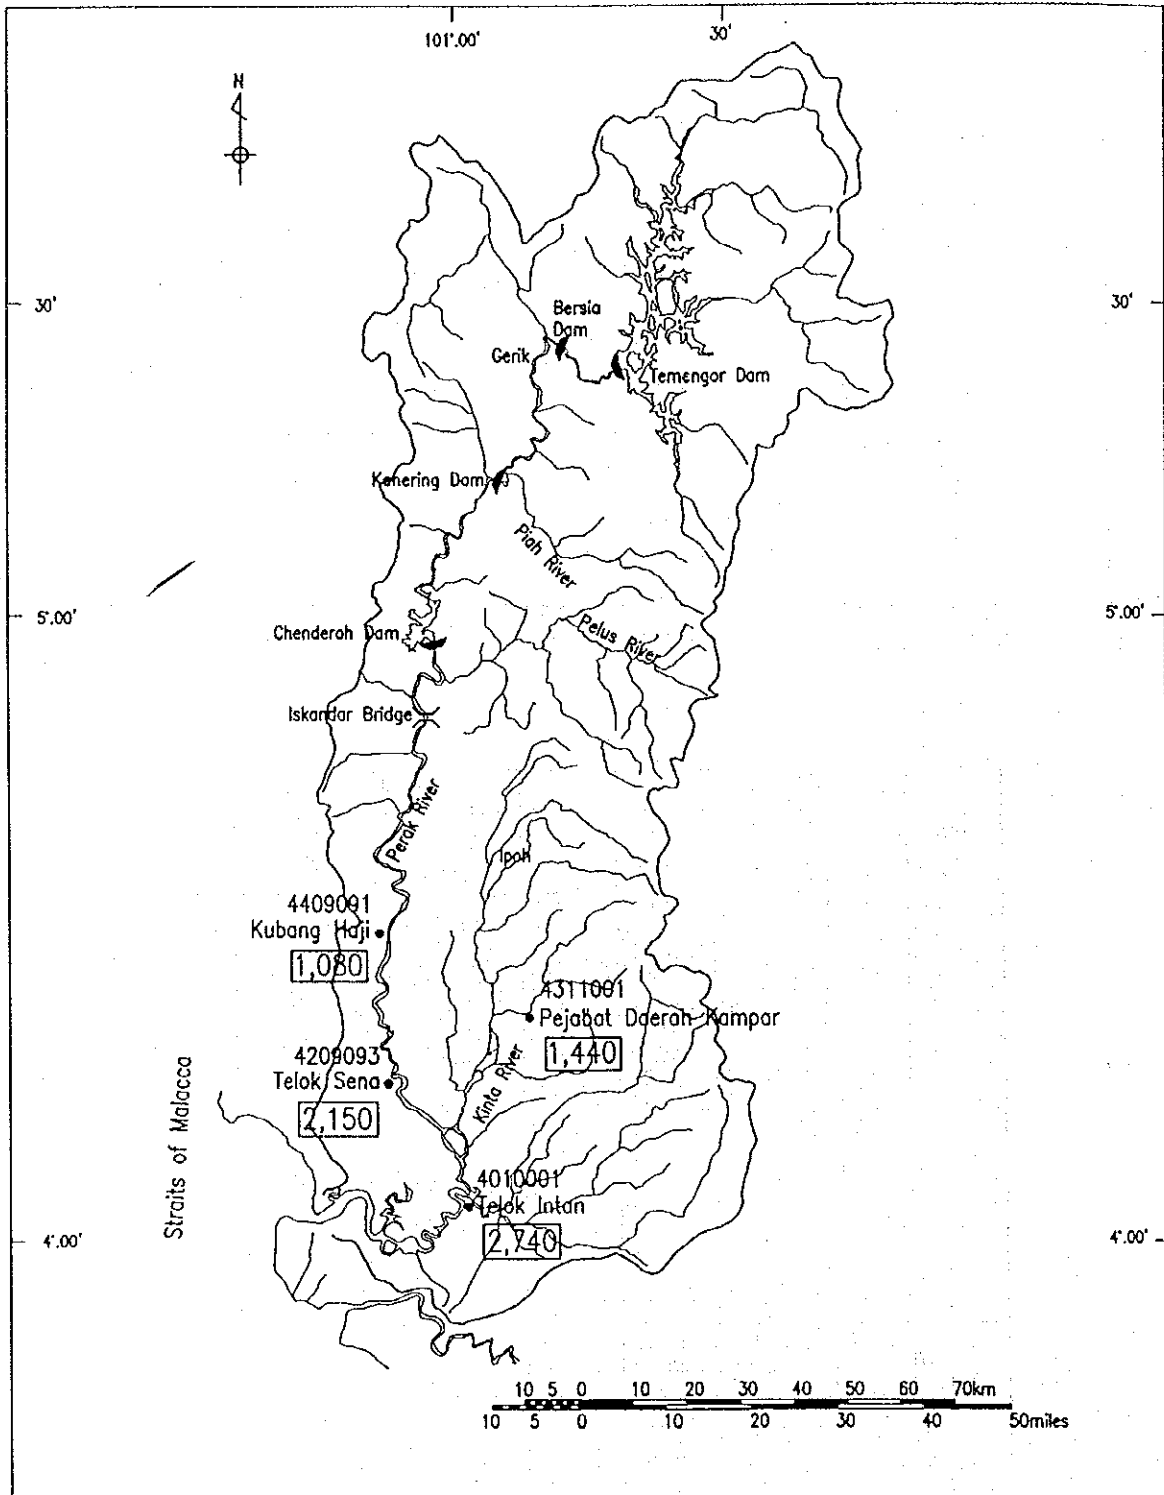 101°.00'
30'
N
30'
30'
Bersia
Dam
Gerik
Temengor Dam
Kenering Dam
Piah River
5°.00'
5°.00'
Pelus River
Chenderoh Dam
Iskandar Bridge
Perak River
Ipoh
4409091
Kubang Haji
1,080
4311001
Pejabat Daerah Kampar
1,440
4209093
Telok Sena
2,150
Kinta River
Straits of Malacca
4010001
Telok Intan
2,740
4°.00'
4°.00'
10 5 0 10 20 30 40 50 60 70km
10 5 0 10 20 30 40 50miles